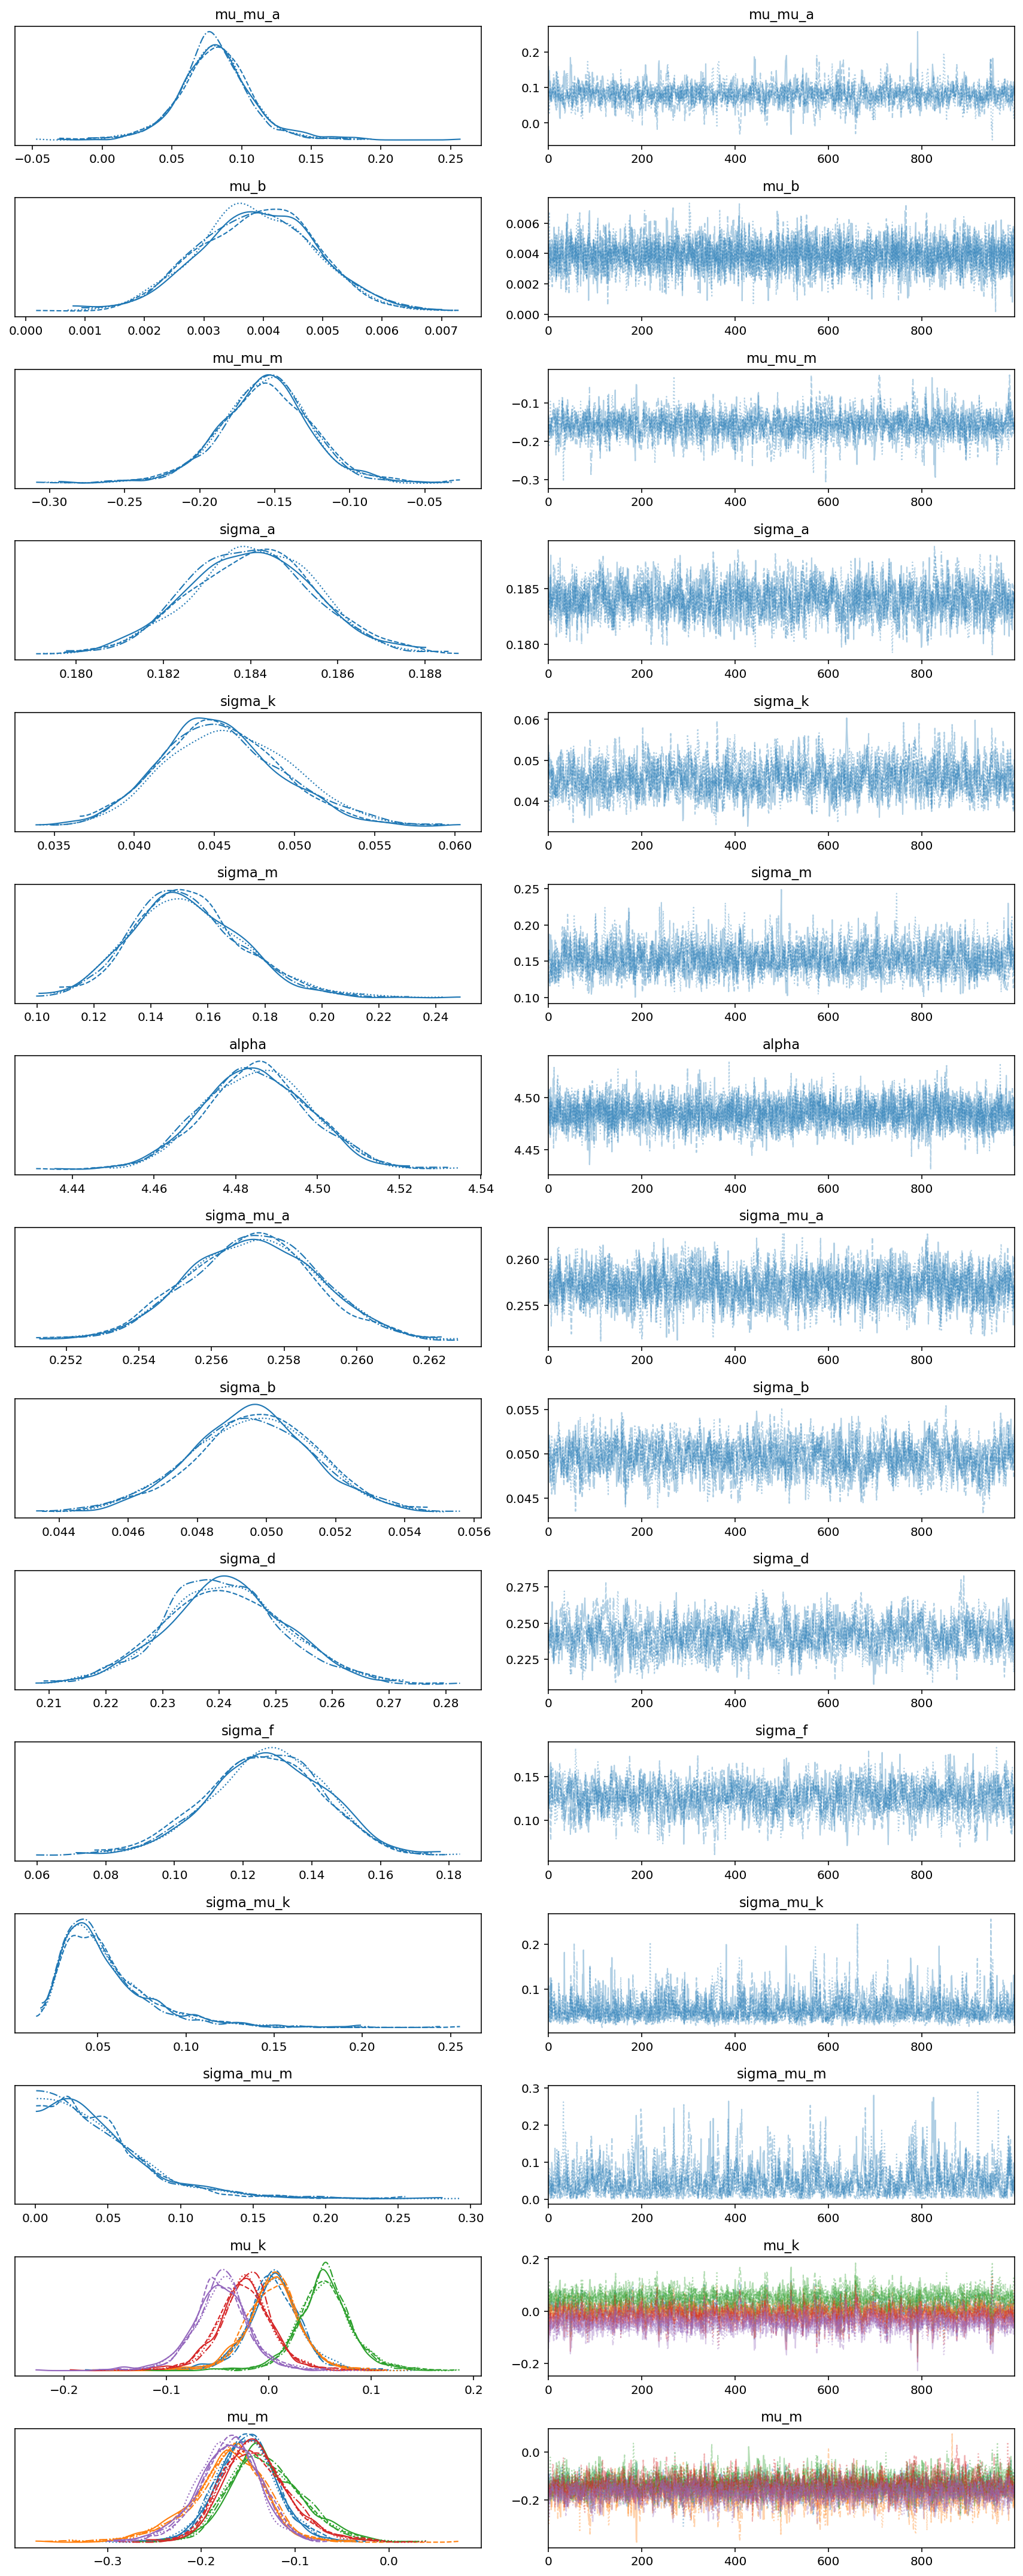 mu_mu_a mu_mu_a
0.2
0.1
0.0
−0.05 0.00 0.05 0.10 0.15 0.20 0.25 0 200 400 600 800
mu_b mu_b
0.006
0.004
0.002
0.000
0.000 0.001 0.002 0.003 0.004 0.005 0.006 0.007 0 200 400 600 800
mu_mu_m mu_mu_m
−0.1
−0.2
−0.3
−0.30 −0.25 −0.20 −0.15 −0.10 −0.05 0 200 400 600 800
sigma_a sigma_a
0.185
0.180
0.180 0.182 0.184 0.186 0.188 0 200 400 600 800
sigma_k sigma_k
0.06
0.05
0.04
0.035 0.040 0.045 0.050 0.055 0.060 0 200 400 600 800
sigma_m sigma_m
0.25
0.20
0.15
0.10
0.10 0.12 0.14 0.16 0.18 0.20 0.22 0.24 0 200 400 600 800
alpha alpha
4.50
4.45
4.44 4.46 4.48 4.50 4.52 4.54 0 200 400 600 800
sigma_mu_a sigma_mu_a
0.260
0.255
0.252 0.254 0.256 0.258 0.260 0.262 0 200 400 600 800
sigma_b sigma_b
0.055
0.050
0.045
0.044 0.046 0.048 0.050 0.052 0.054 0.056 0 200 400 600 800
sigma_d sigma_d
0.275
0.250
0.225
0.21 0.22 0.23 0.24 0.25 0.26 0.27 0.28 0 200 400 600 800
sigma_f sigma_f
0.15
0.10
0.06 0.08 0.10 0.12 0.14 0.16 0.18 0 200 400 600 800
sigma_mu_k sigma_mu_k
0.2
0.1
0.05 0.10 0.15 0.20 0.25 0 200 400 600 800
sigma_mu_m sigma_mu_m
0.3
0.2
0.1
0.0
0.00 0.05 0.10 0.15 0.20 0.25 0.30 0 200 400 600 800
mu_k mu_k
0.2
0.0
−0.2
−0.2 −0.1 0.0 0.1 0.2 0 200 400 600 800
mu_m mu_m
0.0
−0.2
−0.3 −0.2 −0.1 0.0 0 200 400 600 800